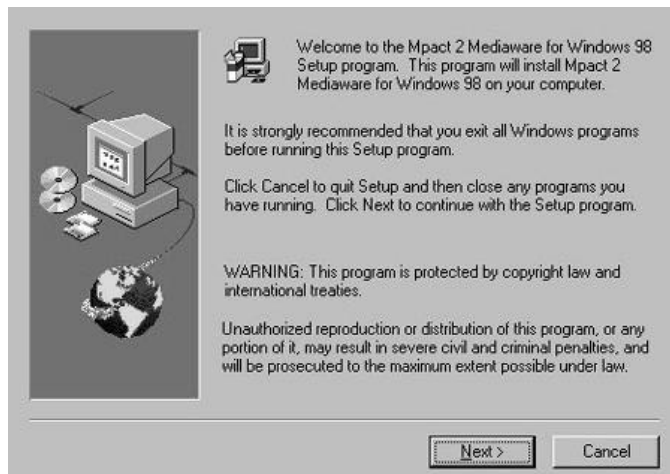 Welcome to the Mpact 2 Mediaware for Windows 98
Setup program.  This program will install Mpact 2
Mediaware for Windows 98 on your computer.
It is strongly recommended that you exit all Windows programs
before running this Setup program.
Click Cancel to quit Setup and then close any programs you
have running.  Click Next to continue with the Setup program.
WARNING: This program is protected by copyright law and
international treaties.
Unauthorized reproduction or distribution of this program, or any
portion of it, may result in severe civil and criminal penalties, and
will be prosecuted to the maximum extent possible under law.
Next >
Cancel